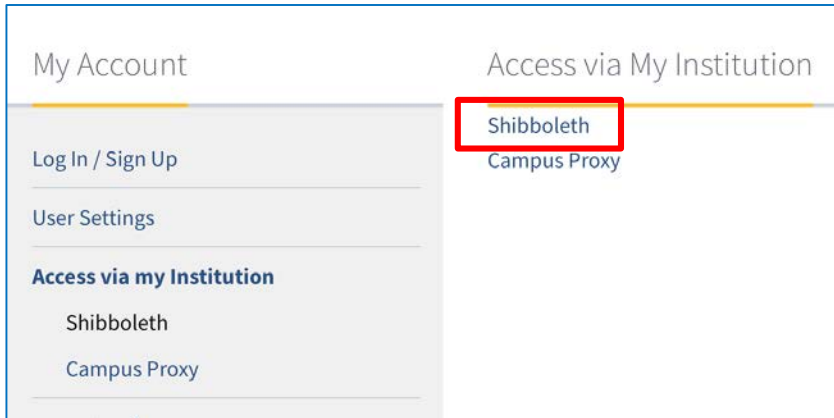 My Account
Log In / Sign Up
User Settings
Access via my Institution
Shibboleth
Campus Proxy
Access via My Institution
Shibboleth
Campus Proxy